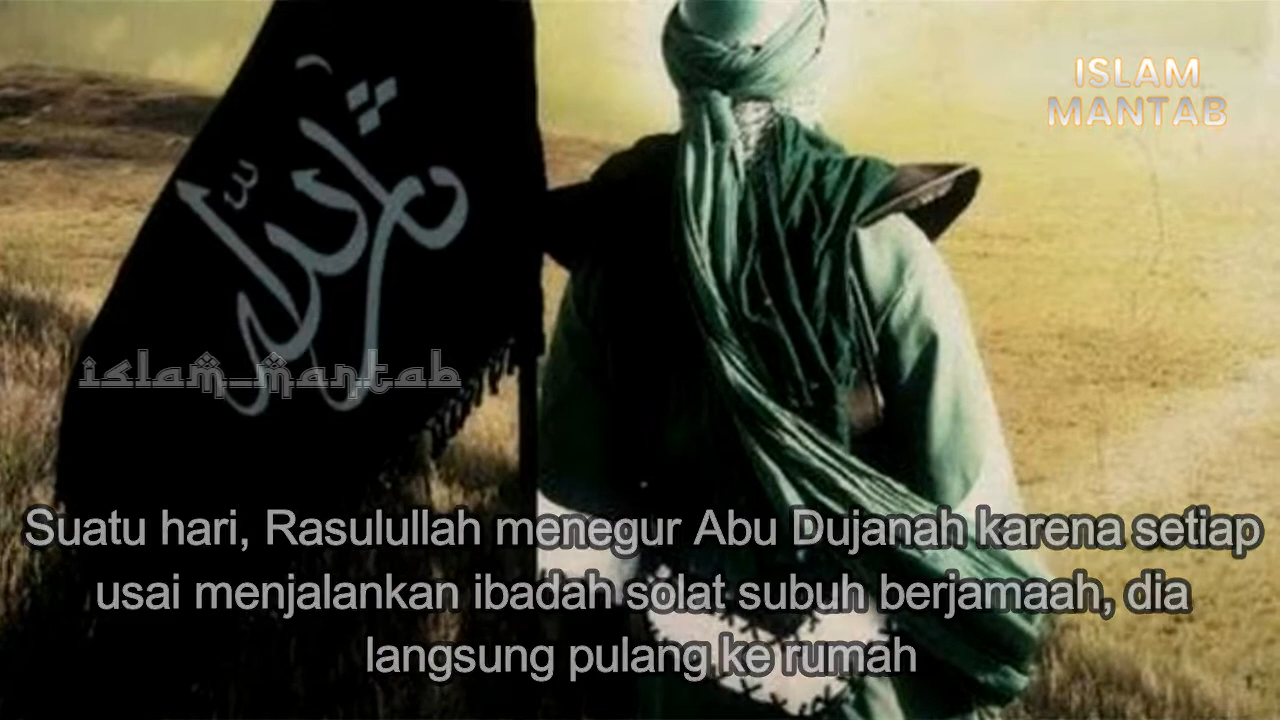 ISLAM
MANTAB
islam_mantab
Suatu hari, Rasulullah menegur Abu Dujanah karena setiap
usai menjalankan ibadah solat subuh berjamaah, dia
langsung pulang ke rumah